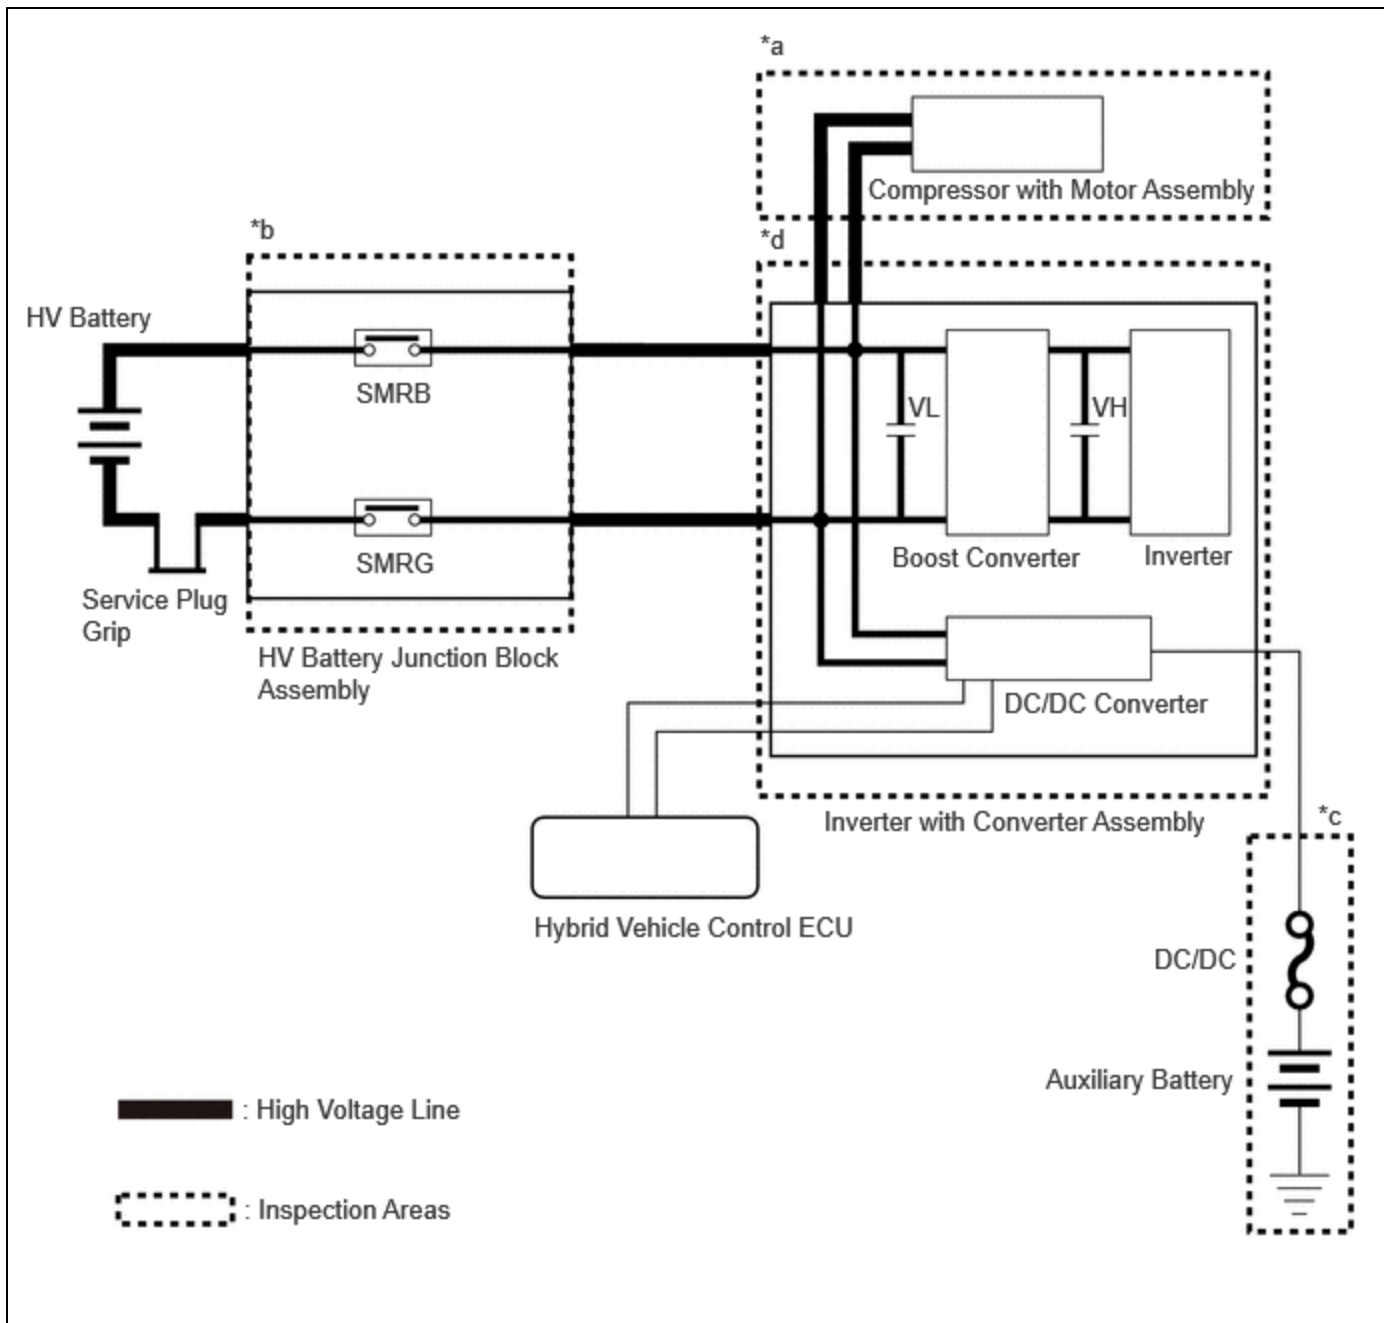 *a
Compressor with Motor Assembly
*b
*d
HV Battery
SMRB
VL
VH
SMRG
Boost Converter
Inverter
Service Plug
Grip
HV Battery Junction Block
Assembly
DC/DC Converter
Inverter with Converter Assembly
*c
Hybrid Vehicle Control ECU
DC/DC
Auxiliary Battery
: High Voltage Line
: Inspection Areas